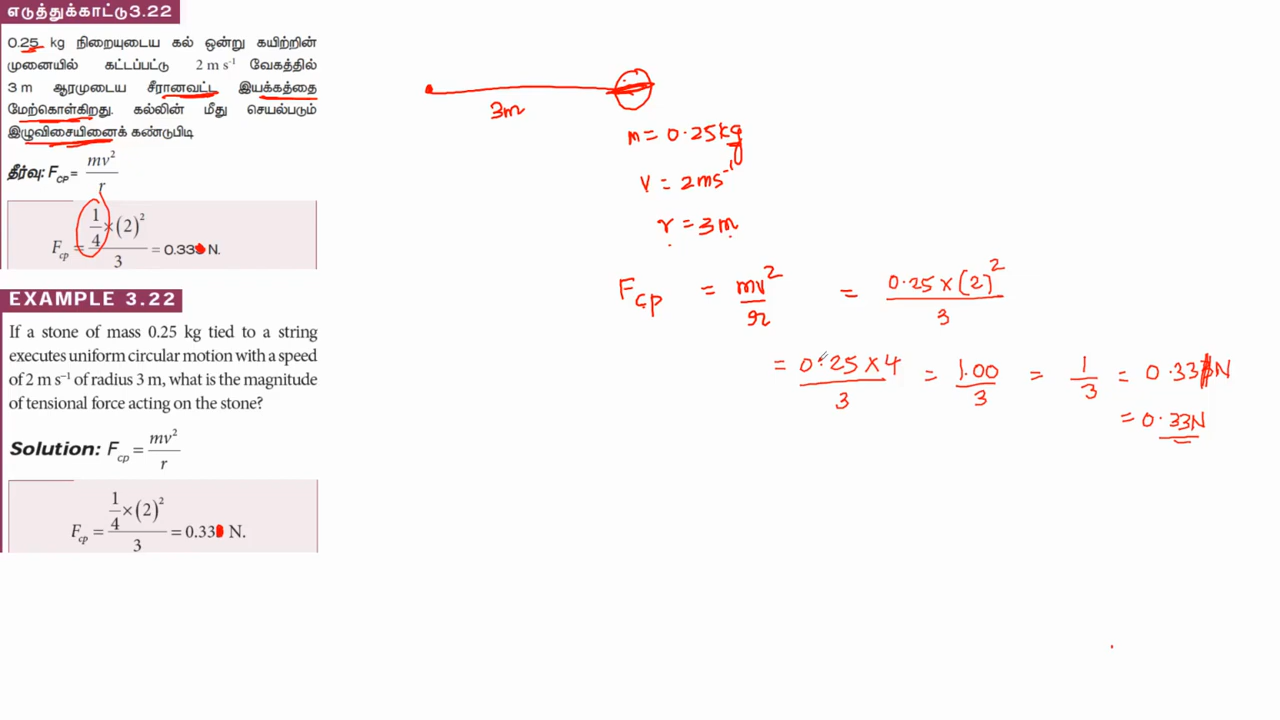 எடுத்துக்காட்டு3.22
0.25 kg நிறையுடைய கல் ஒன்று கயிற்றின்
முனையில் கட்டப்பட்டு 2 m s⁻¹ வேகத்தில்
3 m ஆரமுடைய சீரானவட்ட இயக்கத்தை
மேற்கொள்கிறது. கல்லின் மீது செயல்படும்
இழுவிசையினைக் கண்டுபிடி
தீர்வு: F_CP = mv²/r
F_cp = (1/4 × (2)²)/3 = 0.33 N.
EXAMPLE 3.22
If a stone of mass 0.25 kg tied to a string
executes uniform circular motion with a speed
of 2 m s⁻¹ of radius 3 m, what is the magnitude
of tensional force acting on the stone?
Solution: F_cp = mv²/r
F_cp = (1/4 × (2)²)/3 = 0.33 N.
3m
m = 0.25kg
v = 2ms⁻¹
r = 3m
F_cp = mv²/r = 0.25 × (2)²/3
= 0.25 × 4/3 = 1.00/3 = 1/3 = 0.33 N
= 0.33N